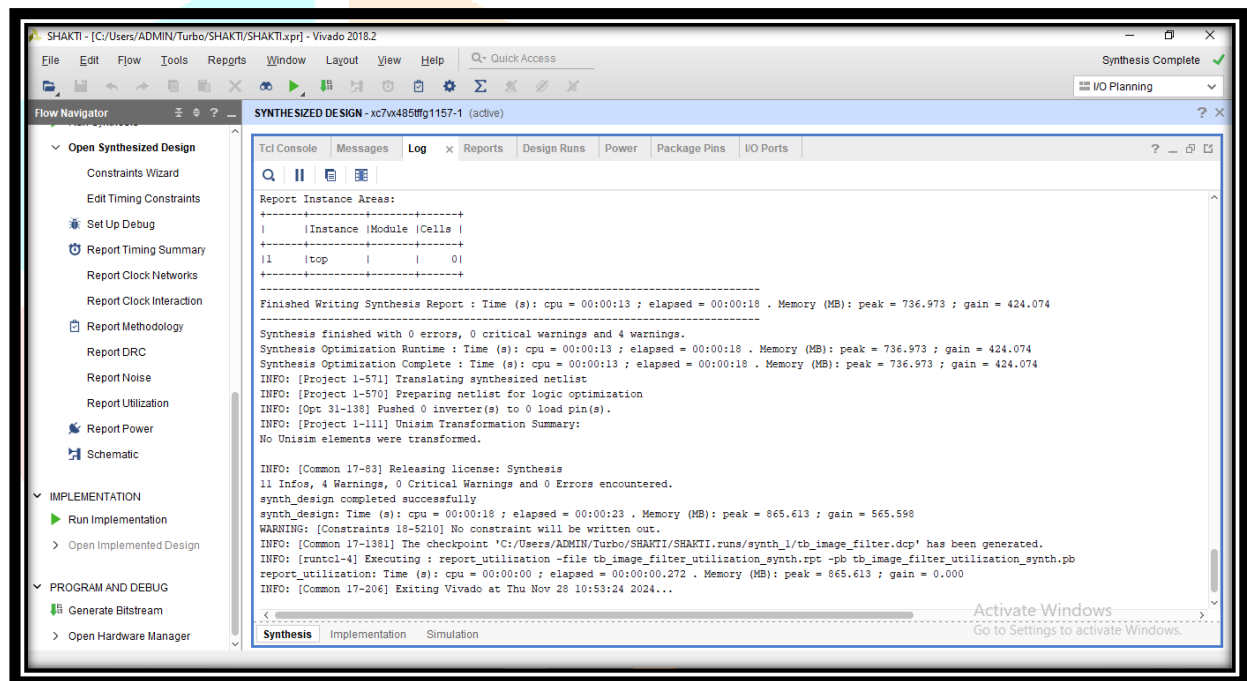 SHAKTI - [C:/Users/ADMIN/Turbo/SHAKTI/SHAKTI.xpr] - Vivado 2018.2
File Edit Flow Tools Reports Window Layout View Help Quick Access
Synthesis Complete
I/O Planning
Flow Navigator
SYNTHESIZED DESIGN - xc7vx485tffg1157-1 (active)
Open Synthesized Design
Constraints Wizard
Edit Timing Constraints
Set Up Debug
Report Timing Summary
Report Clock Networks
Report Clock Interaction
Report Methodology
Report DRC
Report Noise
Report Utilization
Report Power
Schematic
IMPLEMENTATION
Run Implementation
Open Implemented Design
PROGRAM AND DEBUG
Generate Bitstream
Open Hardware Manager
Tcl Console Messages Log Reports Design Runs Power Package Pins I/O Ports
Report Instance Areas:
+------+---------+-------+------+
|      |Instance |Module |Cells |
+------+---------+-------+------+
|1     |top      |       |     0|
+------+---------+-------+------+
---------------------------------------------------------------------------------
Finished Writing Synthesis Report : Time (s): cpu = 00:00:13 ; elapsed = 00:00:18 . Memory (MB): peak = 736.973 ; gain = 424.074
---------------------------------------------------------------------------------
Synthesis finished with 0 errors, 0 critical warnings and 4 warnings.
Synthesis Optimization Runtime : Time (s): cpu = 00:00:13 ; elapsed = 00:00:18 . Memory (MB): peak = 736.973 ; gain = 424.074
Synthesis Optimization Complete : Time (s): cpu = 00:00:13 ; elapsed = 00:00:18 . Memory (MB): peak = 736.973 ; gain = 424.074
INFO: [Project 1-571] Translating synthesized netlist
INFO: [Project 1-570] Preparing netlist for logic optimization
INFO: [Opt 31-138] Pushed 0 inverter(s) to 0 load pin(s).
INFO: [Project 1-111] Unisim Transformation Summary:
No Unisim elements were transformed.
INFO: [Common 17-83] Releasing license: Synthesis
11 Infos, 4 Warnings, 0 Critical Warnings and 0 Errors encountered.
synth_design completed successfully
synth_design: Time (s): cpu = 00:00:18 ; elapsed = 00:00:23 . Memory (MB): peak = 865.613 ; gain = 565.598
WARNING: [Constraints 18-5210] No constraint will be written out.
INFO: [Common 17-1381] The checkpoint 'C:/Users/ADMIN/Turbo/SHAKTI/SHAKTI.runs/synth_1/tb_image_filter.dcp' has been generated.
INFO: [runtcl-4] Executing : report_utilization -file tb_image_filter_utilization_synth.rpt -pb tb_image_filter_utilization_synth.pb
report_utilization: Time (s): cpu = 00:00:00 ; elapsed = 00:00:00.272 . Memory (MB): peak = 865.613 ; gain = 0.000
INFO: [Common 17-206] Exiting Vivado at Thu Nov 28 10:53:24 2024...
Synthesis Implementation Simulation
Activate Windows
Go to Settings to activate Windows.